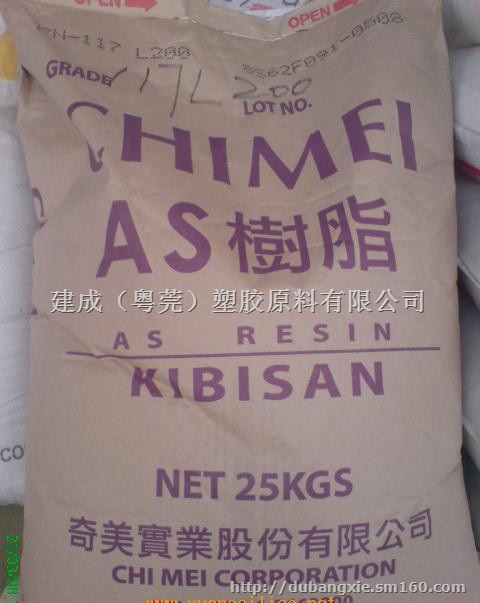 OPEN OPEN
PN-117 L200 5562F091-0508
GRADE 117L200 LOT NO.
CHIMEI
AS樹脂
建成（粤莞）塑胶原料有限公司
AS RESIN
KIBISAN
NET 25KGS
奇美實業股份有限公司
CHI MEI CORPORATION
http://dubangxie.sm160.com